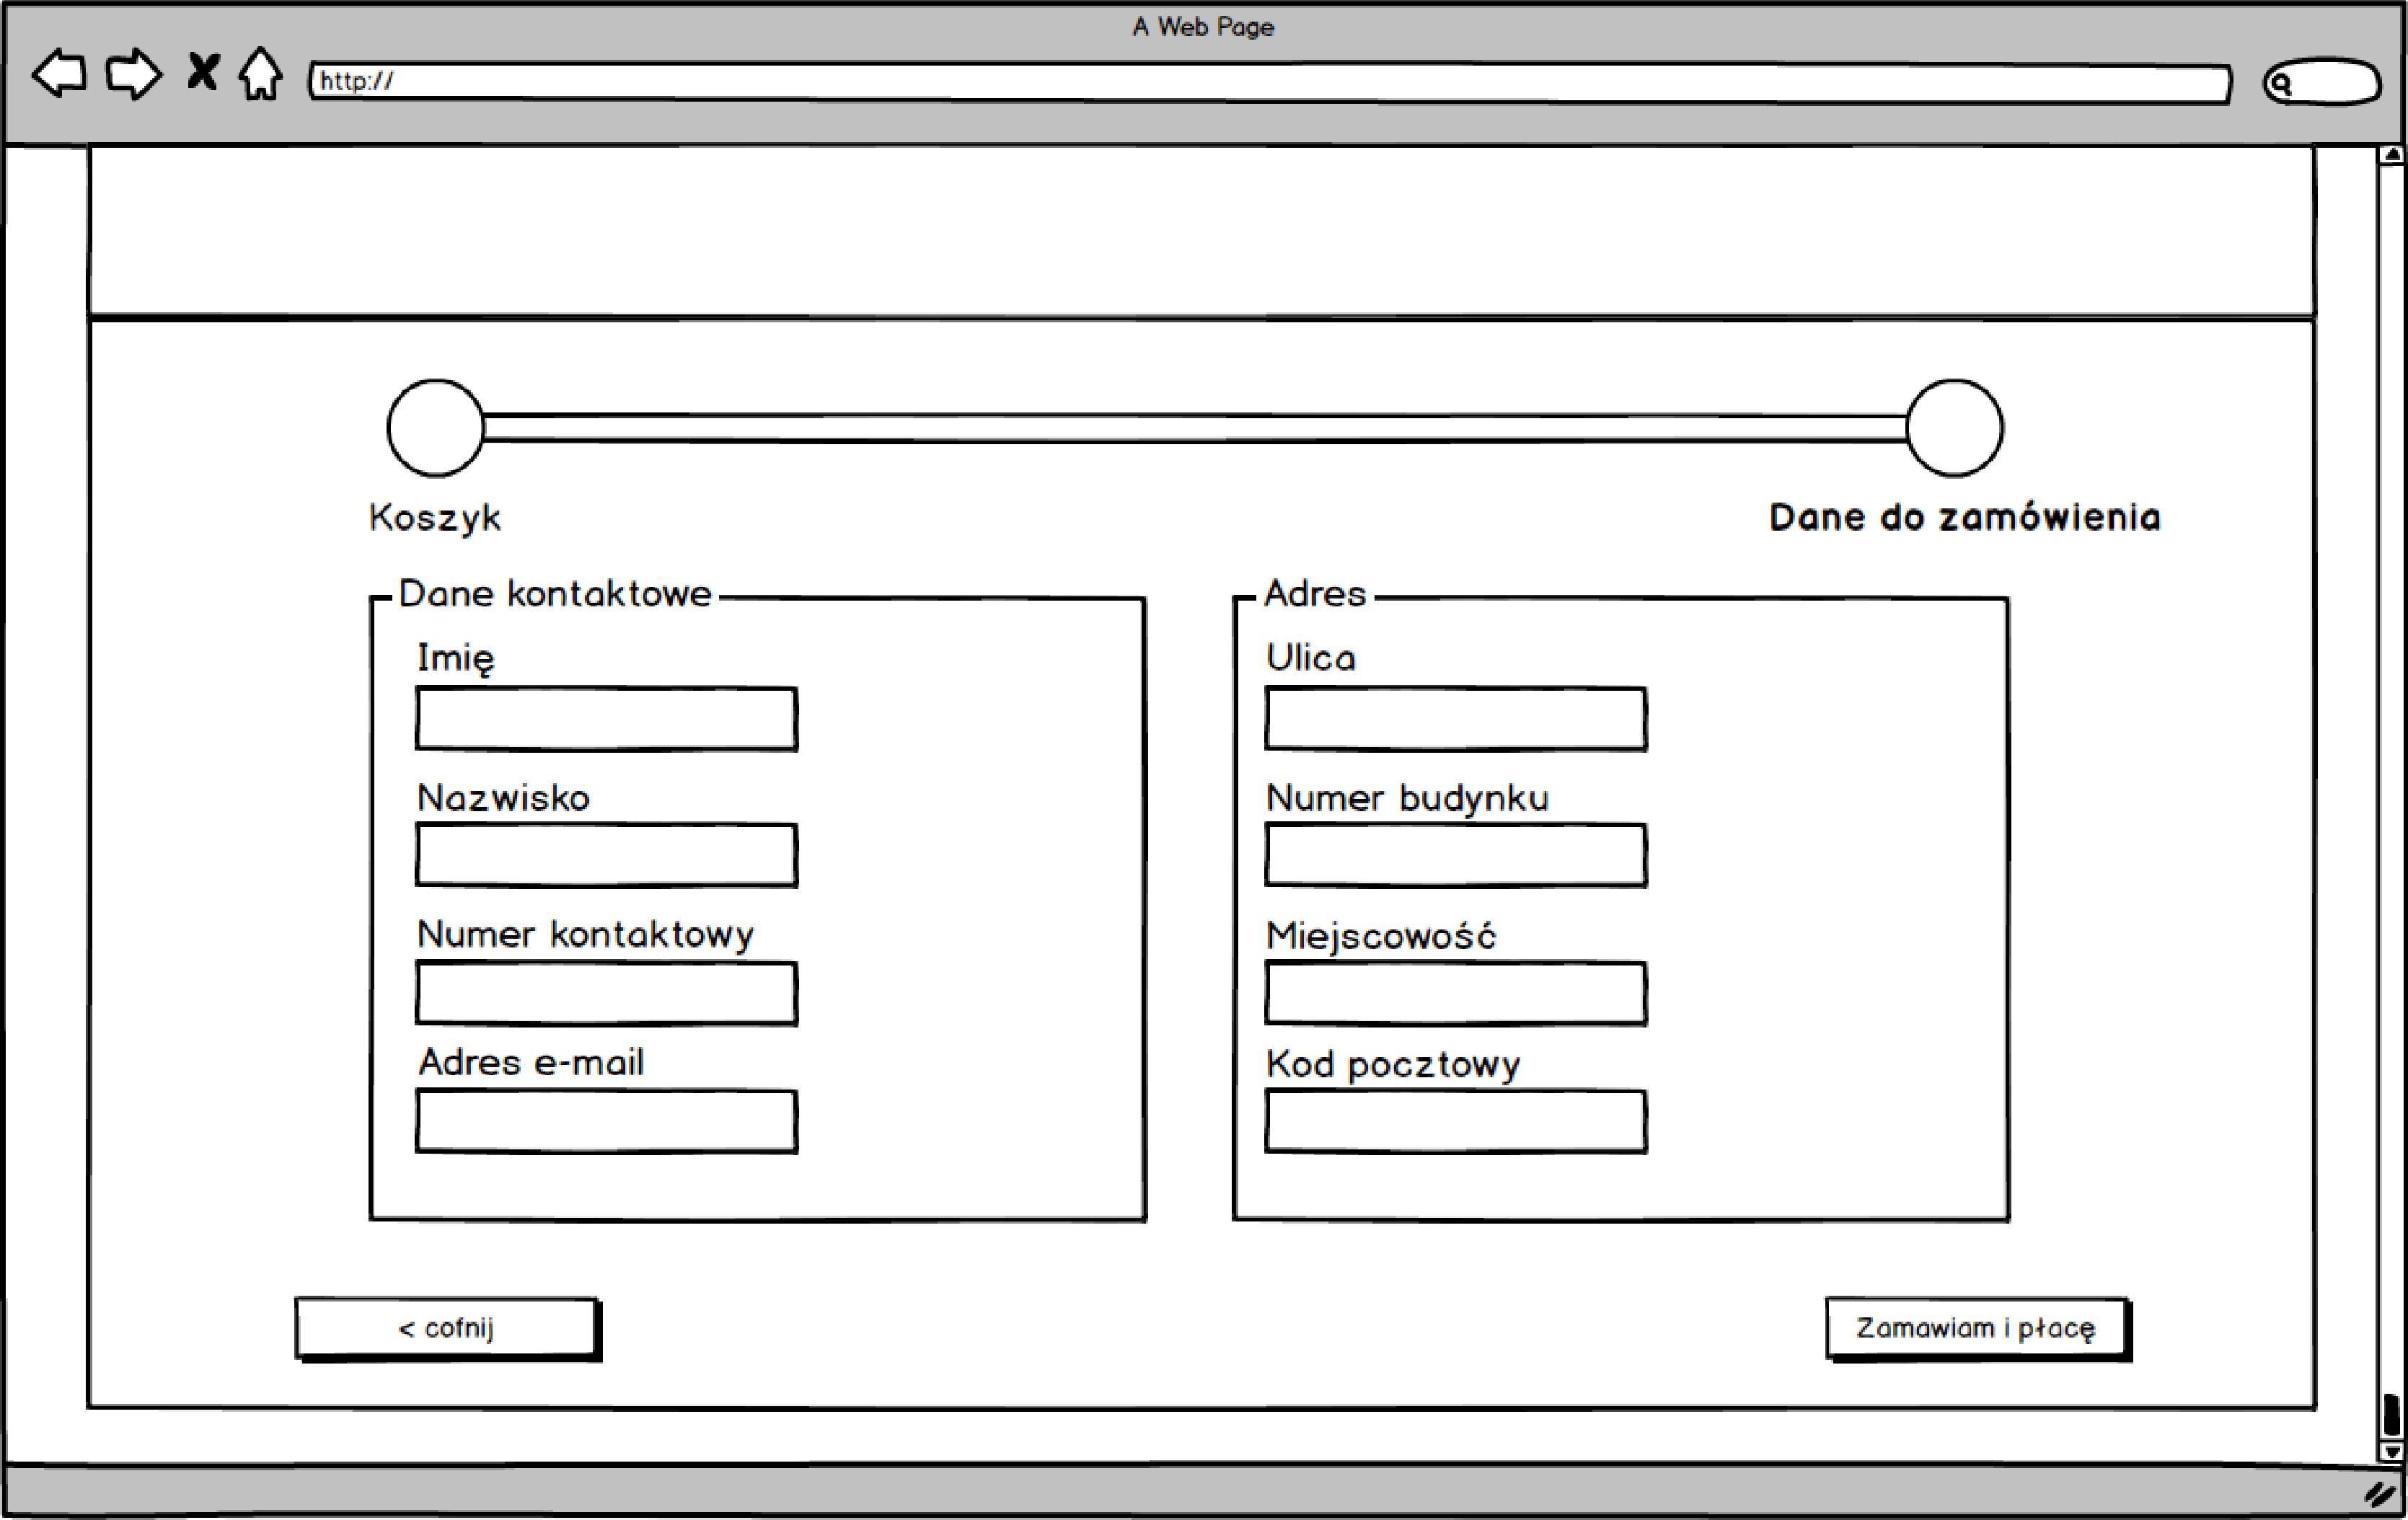 A Web Page
http://
Koszyk
Dane do zamówienia
Dane kontaktowe
Imię
Nazwisko
Numer kontaktowy
Adres e-mail
Adres
Ulica
Numer budynku
Miejscowość
Kod pocztowy
< cofnij
Zamawiam i płacę